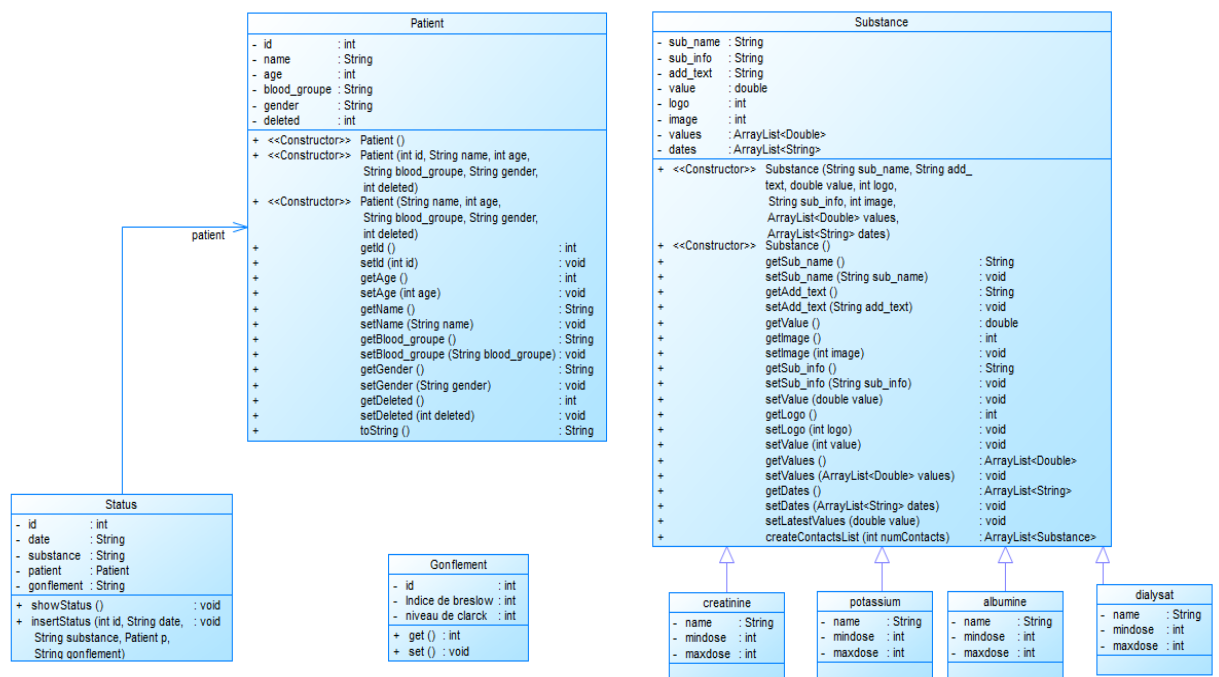 Patient
- id : int
- name : String
- age : int
- blood_groupe : String
- gender : String
- deleted : int
+ <<Constructor>> Patient ()
+ <<Constructor>> Patient (int id, String name, int age,
String blood_groupe, String gender,
int deleted)
+ <<Constructor>> Patient (String name, int age,
String blood_groupe, String gender,
int deleted)
+ getId () : int
+ setId (int id) : void
+ getAge () : int
+ setAge (int age) : void
+ getName () : String
+ setName (String name) : void
+ getBlood_groupe () : String
+ setBlood_groupe (String blood_groupe) : void
+ getGender () : String
+ setGender (String gender) : void
+ getDeleted () : int
+ setDeleted (int deleted) : void
+ toString () : String
Substance
- sub_name : String
- sub_info : String
- add_text : String
- value : double
- logo : int
- image : int
- values : ArrayList<Double>
- dates : ArrayList<String>
+ <<Constructor>> Substance (String sub_name, String add_
text, double value, int logo,
String sub_info, int image,
ArrayList<Double> values,
ArrayList<String> dates)
+ <<Constructor>> Substance ()
+ getSub_name () : String
+ setSub_name (String sub_name) : void
+ getAdd_text () : String
+ setAdd_text (String add_text) : void
+ getValue () : double
+ getImage () : int
+ setImage (int image) : void
+ getSub_info () : String
+ setSub_info (String sub_info) : void
+ setValue (double value) : void
+ getLogo () : int
+ setLogo (int logo) : void
+ setValue (int value) : void
+ getValues () : ArrayList<Double>
+ setValues (ArrayList<Double> values) : void
+ getDates () : ArrayList<String>
+ setDates (ArrayList<String> dates) : void
+ setLatestValues (double value) : void
+ createContactsList (int numContacts) : ArrayList<Substance>
patient
Status
- id : int
- date : String
- substance : String
- patient : Patient
- gonflement : String
+ showStatus () : void
+ insertStatus (int id, String date, : void
String substance, Patient p,
String gonflement)
Gonflement
- id : int
- Indice de breslow : int
- niveau de clarck : int
+ get () : int
+ set () : void
creatinine
- name : String
- mindose : int
- maxdose : int
potassium
- name : String
- mindose : int
- maxdose : int
albumine
- name : String
- mindose : int
- maxdose : int
dialysat
- name : String
- mindose : int
- maxdose : int